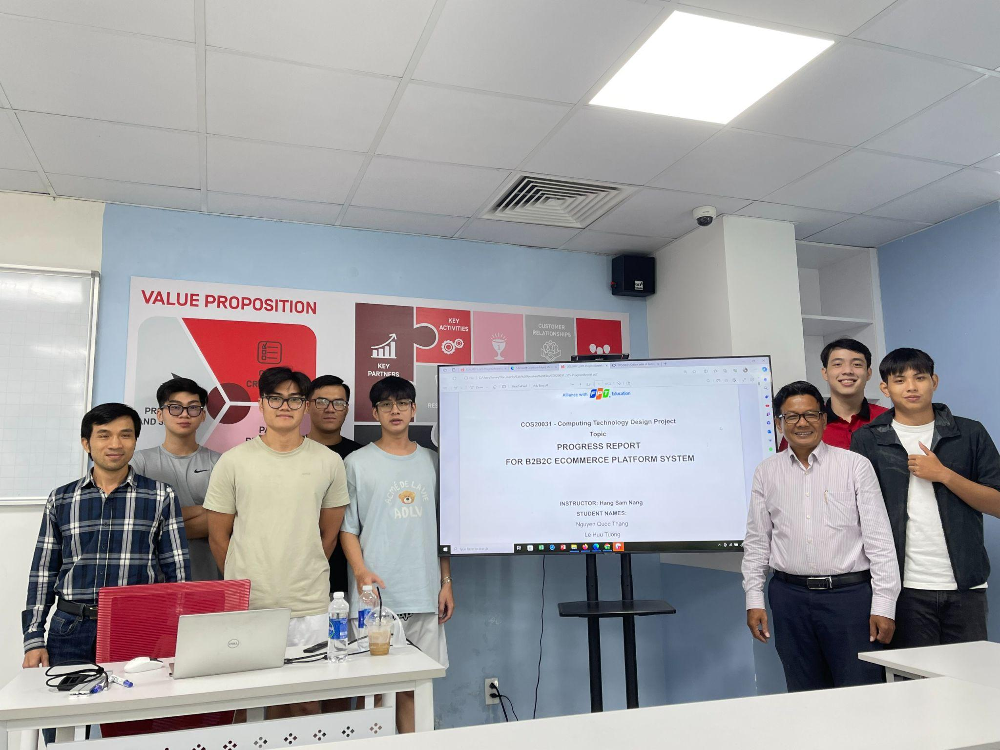 VALUE PROPOSITION
KEY
PARTNERS
KEY
ACTIVITIES
CUSTOMER
RELATIONSHIPS
1
Read aloud
Ask Bing AI
Draw
File
Alliance with FPT Education
COS20031 - Computing Technology Design Project
Topic
PROGRESS REPORT
FOR B2B2C ECOMMERCE PLATFORM SYSTEM
INSTRUCTOR: Hang Sam Nang
STUDENT NAMES:
Nguyen Quoc Thang
Le Huu Tuong
Type here to search
ACMÉ DE LA VIE
ADLV
DELL